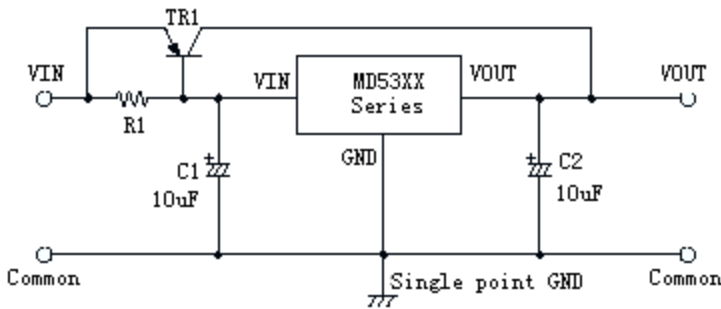 TR1
VIN
R1
VIN
MD53XX
Series
VOUT
VOUT
GND
C1
10uF
C2
10uF
Common
Single point GND
Common